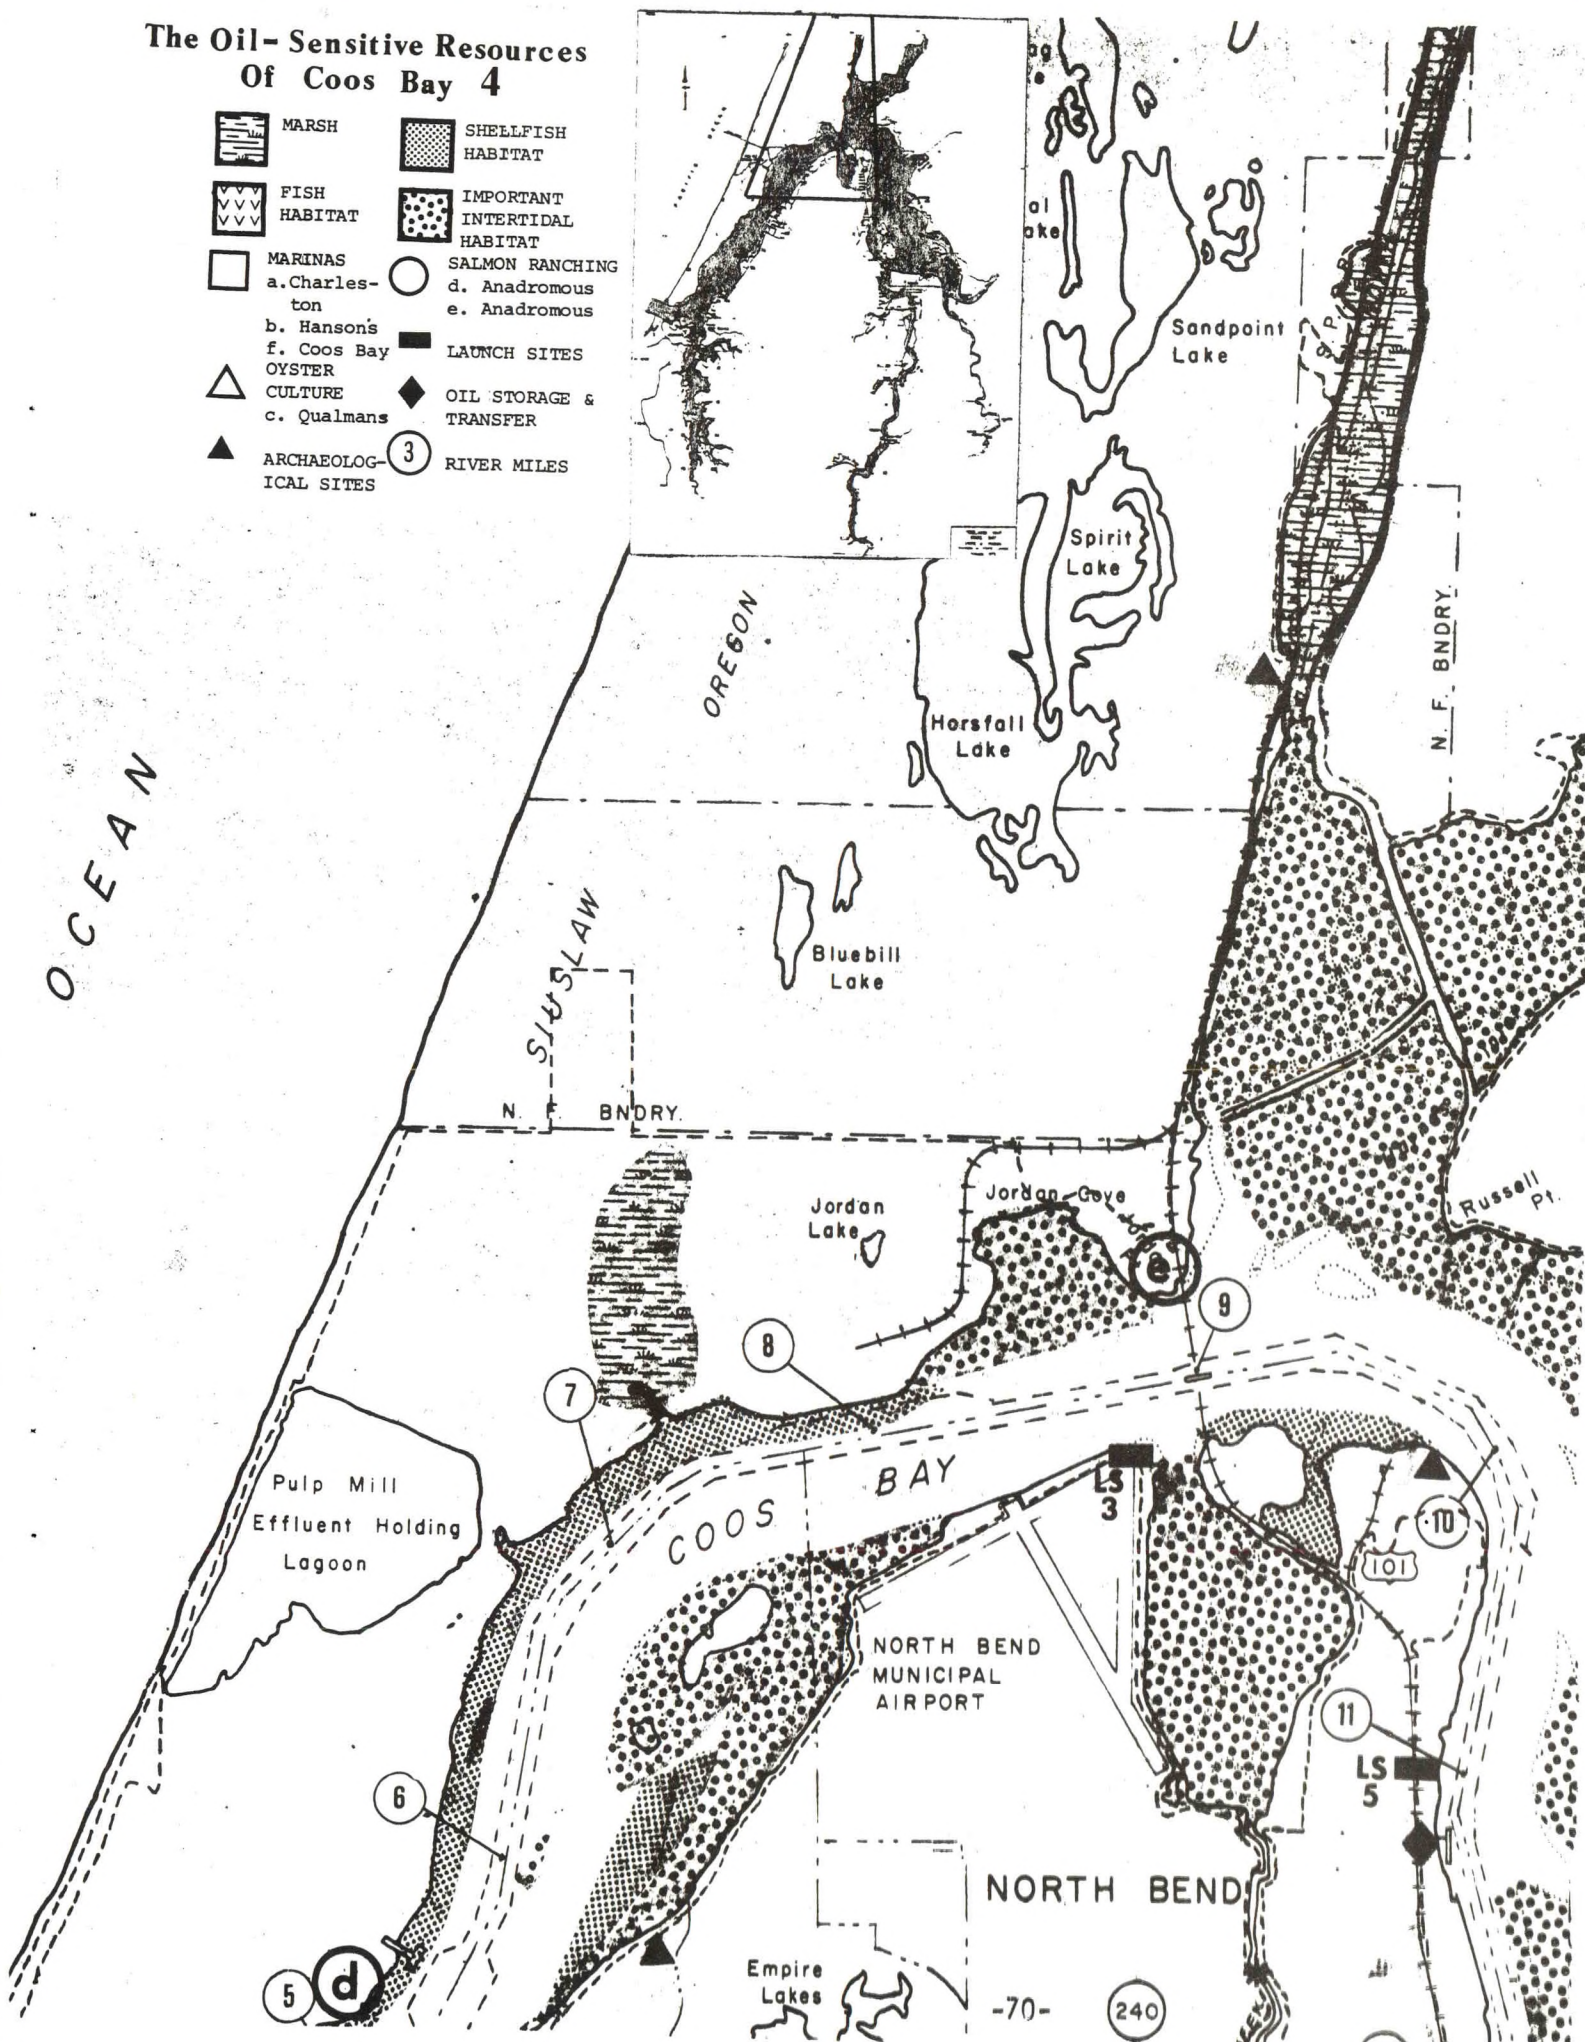 The Oil-Sensitive Resources
Of Coos Bay 4
MARSH
SHELLFISH
HABITAT
FISH
HABITAT
IMPORTANT
INTERTIDAL
HABITAT
MARINAS
a.Charles-
ton
b. Hanson's
f. Coos Bay
SALMON RANCHING
d. Anadromous
e. Anadromous
LAUNCH SITES
OYSTER
CULTURE
c. Qualmans
OIL STORAGE &
TRANSFER
ARCHAEOLOG-
ICAL SITES
3
RIVER MILES
Sandpoint
Lake
Spirit
Lake
OREGON
N. F. BNDRY.
Horsfall
Lake
OCEAN
SIUSLAW
Bluebill
Lake
N. F. BNDRY.
Jordan
Lake
Jordan Cove
Russell
Pt.
e
9
8
7
Pulp Mill
Effluent Holding
Lagoon
COOS BAY
LS
3
10
101
NORTH BEND
MUNICIPAL
AIRPORT
11
LS
5
6
NORTH BEND
5
d
Empire
Lakes
-70-
240